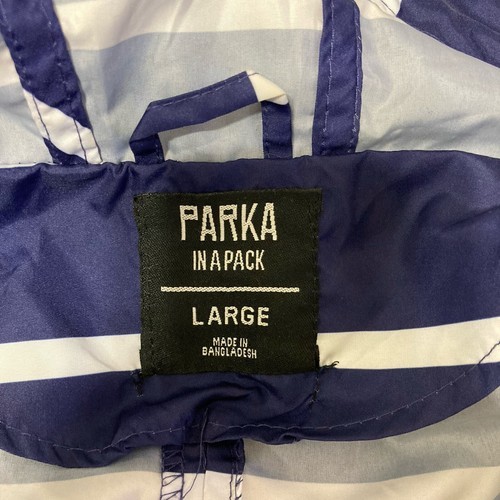 PARKA
IN A PACK
LARGE
MADE IN
BANGLADESH